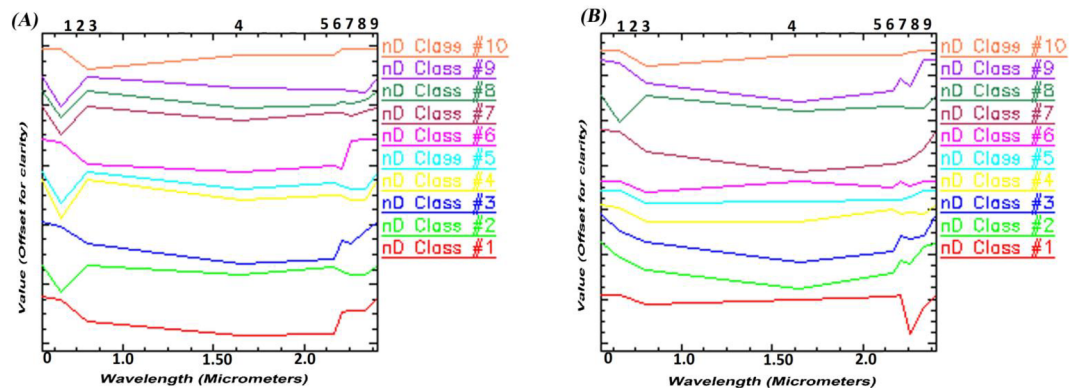 (A)
1 2 3 4 5 6 7 8 9
nD Class #10
nD Class #9
nD Class #8
nD Class #7
nD Class #6
nD Class #5
nD Class #4
nD Class #3
nD Class #2
nD Class #1
Value (Offset for clarity)
0 1.0 1.50 2.0
Wavelength (Micrometers)
(B)
1 2 3 4 5 6 7 8 9
nD Class #10
nD Class #9
nD Class #8
nD Class #7
nD Class #6
nD Class #5
nD Class #4
nD Class #3
nD Class #2
nD Class #1
Value (Offset for clarity)
0 1.0 1.50 2.0
Wavelength (Micrometers)